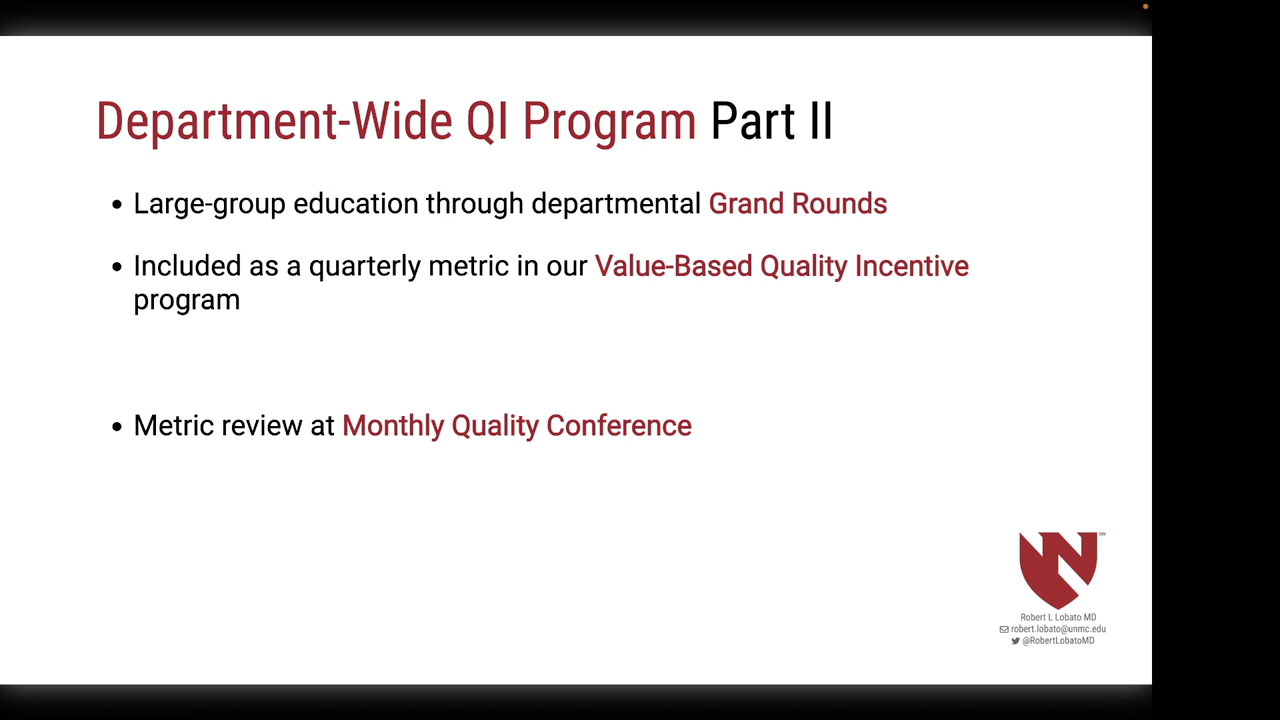 Department-Wide QI Program Part II
• Large-group education through departmental Grand Rounds
• Included as a quarterly metric in our Value-Based Quality Incentive
program
• Metric review at Monthly Quality Conference
SM
Robert L Lobato MD
robert.lobato@unmc.edu
@RobertLobatoMD